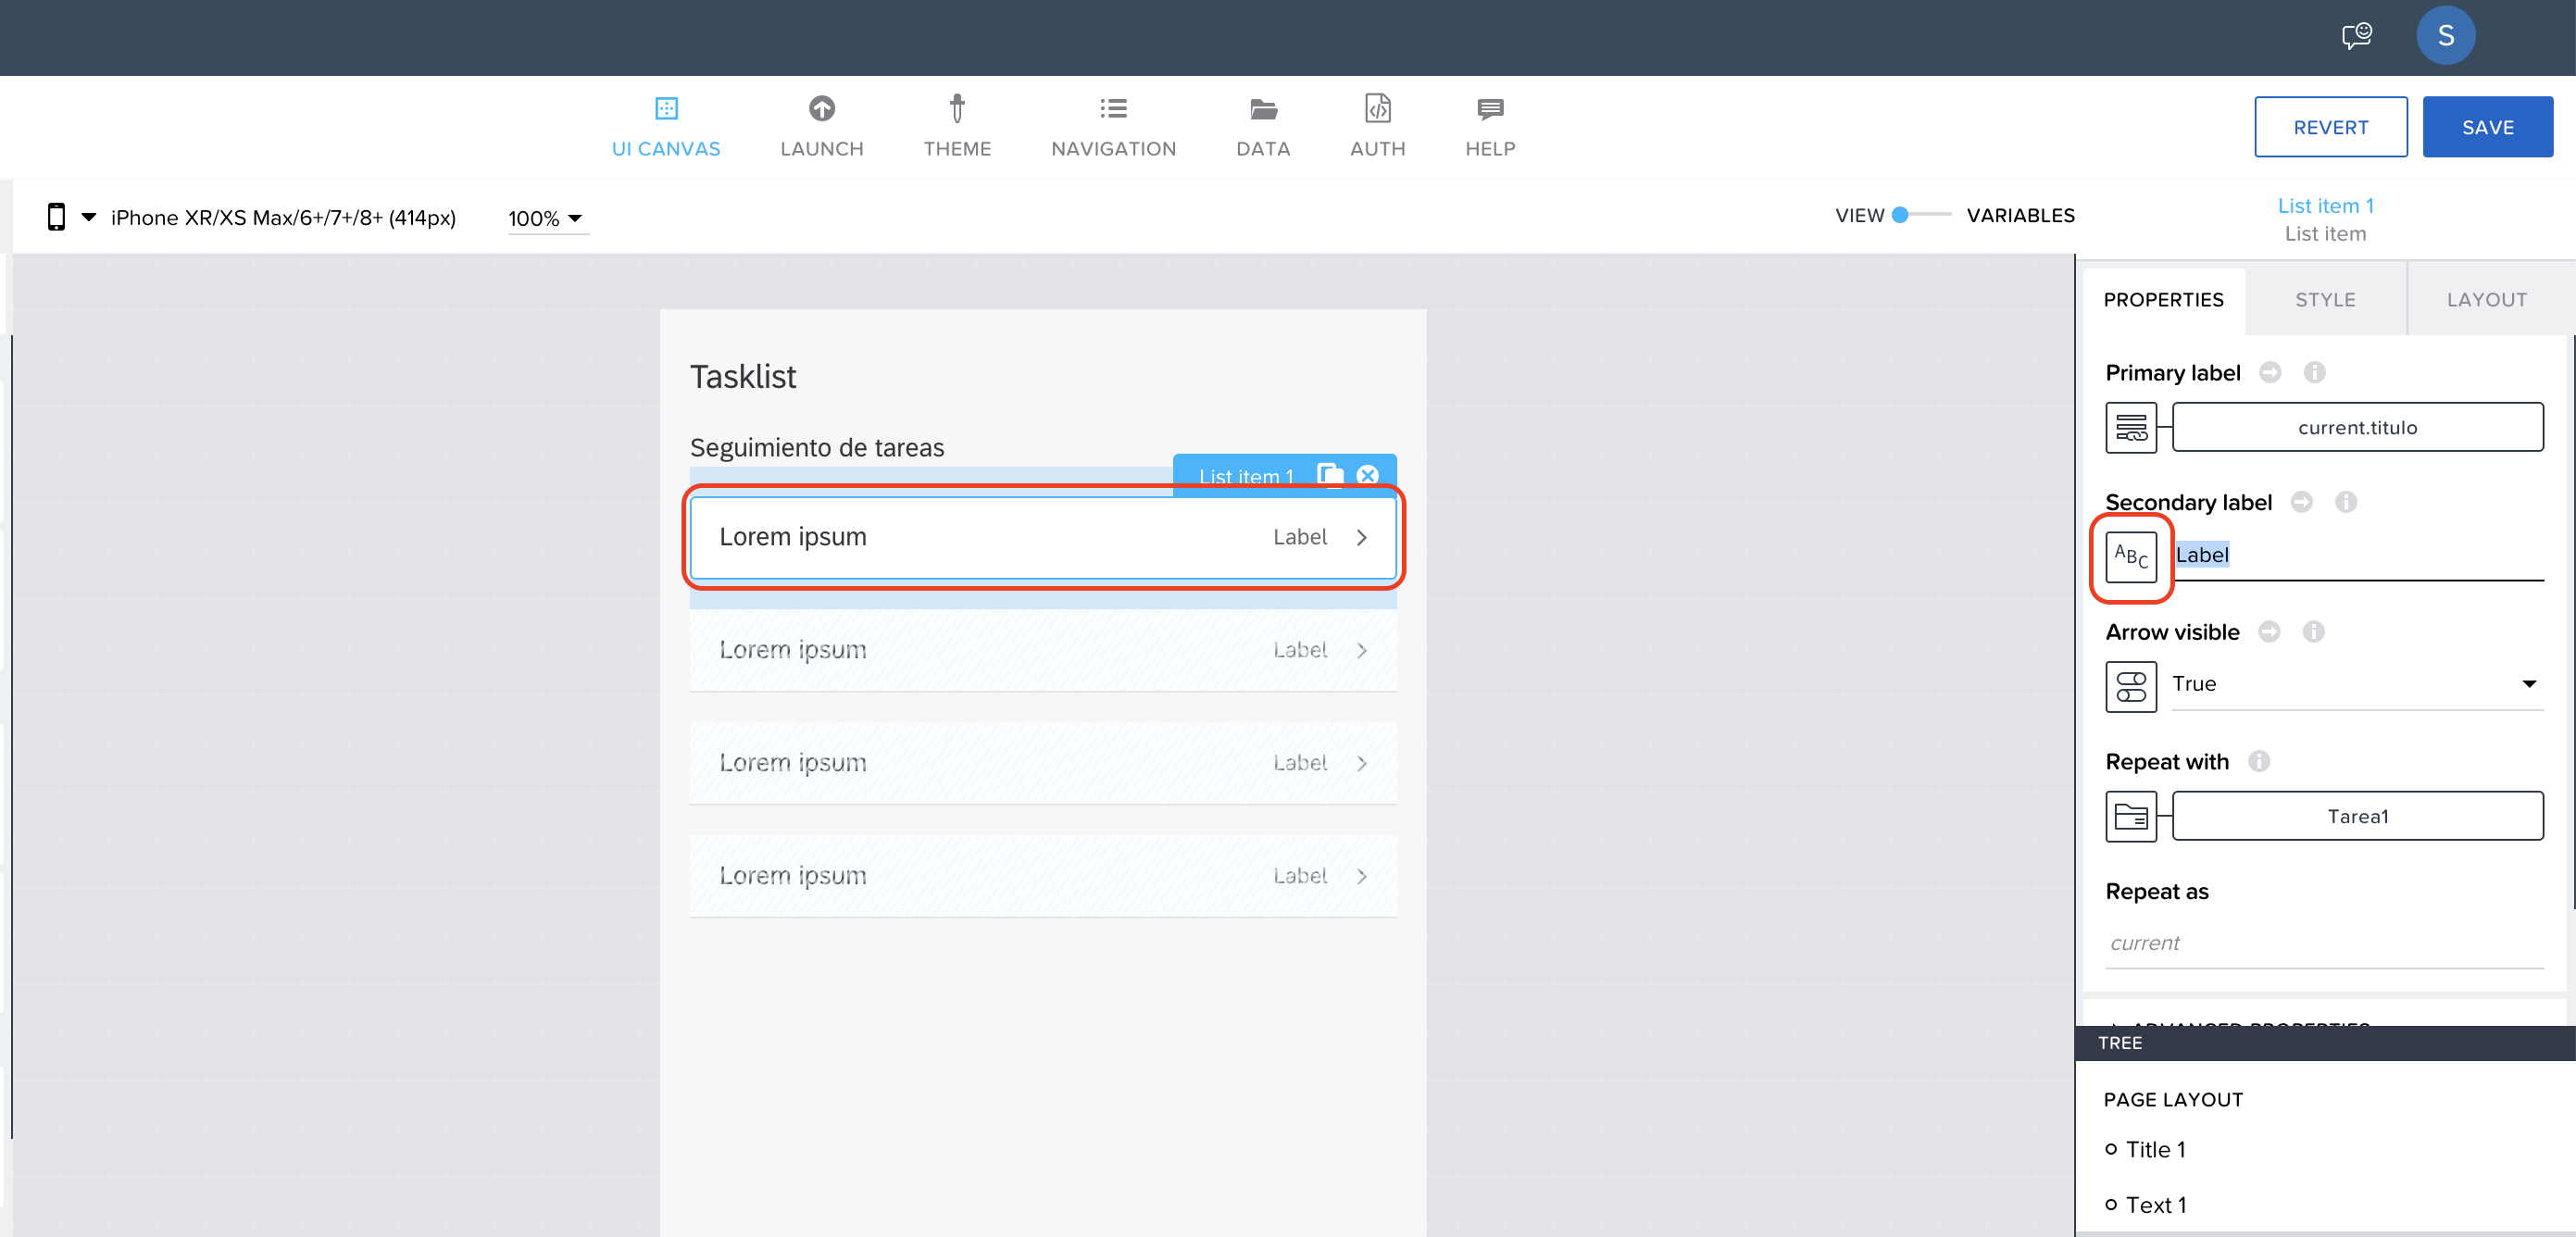 S
UI CANVAS
LAUNCH
THEME
NAVIGATION
DATA
AUTH
HELP
REVERT
SAVE
iPhone XR/XS Max/6+/7+/8+ (414px)
100%
VIEW
VARIABLES
List item 1
List item
PROPERTIES
STYLE
LAYOUT
Tasklist
Seguimiento de tareas
List item 1
Lorem ipsum
Label
Lorem ipsum
Label
Lorem ipsum
Label
Lorem ipsum
Label
Primary label
current.titulo
Secondary label
ABC
Label
Arrow visible
True
Repeat with
Tarea1
Repeat as
current
ADVANCED PROPERTIES
TREE
PAGE LAYOUT
Title 1
Text 1